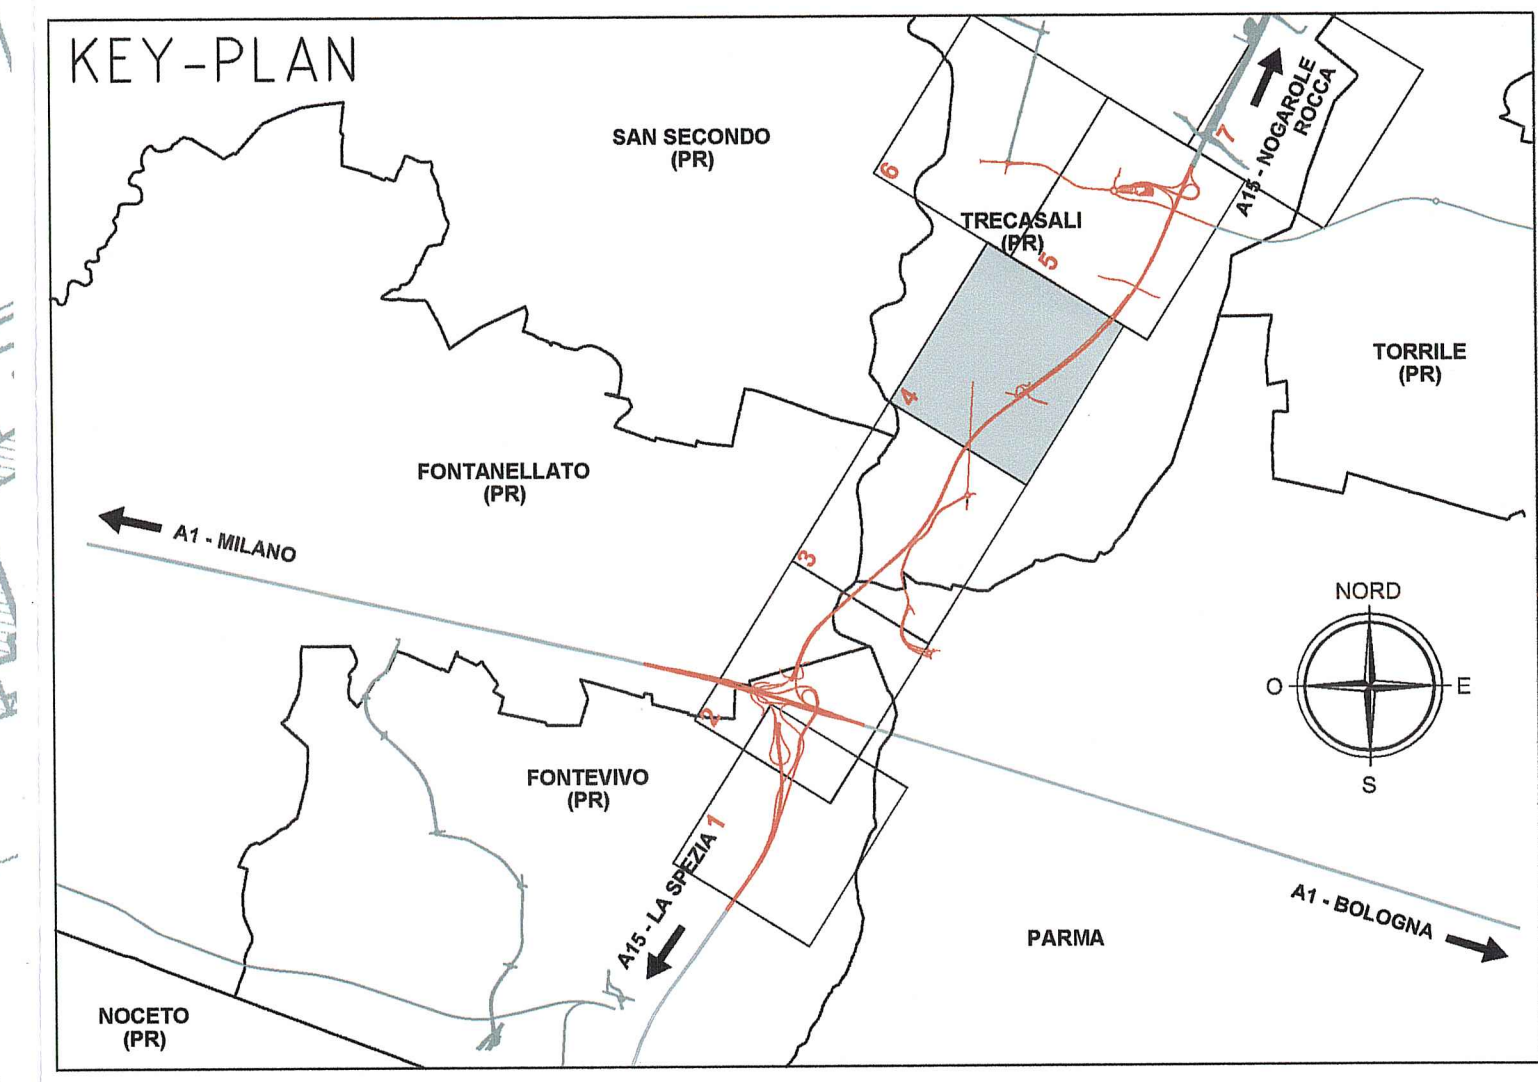 KEY-PLAN
SAN SECONDO
(PR)
A15 - NOGAROLE
ROCCA
7
6
TRECASALI
(PR)
5
TORRILE
(PR)
4
FONTANELLATO
(PR)
A1 - MILANO
3
NORD
O
E
S
2
FONTEVIVO
(PR)
1
A15 - LA SPEZIA
A1 - BOLOGNA
PARMA
NOCETO
(PR)